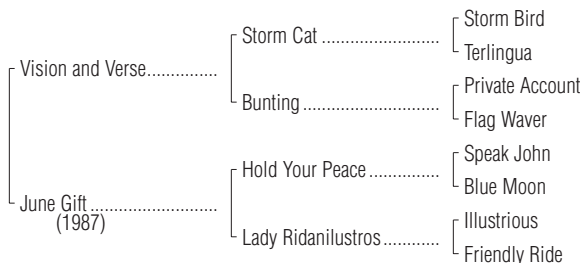 Storm Bird
Storm Cat ..........................
Terlingua
Vision and Verse...............
Private Account
Bunting ..............................
Flag Waver
Speak John
Hold Your Peace ...............
Blue Moon
June Gift ...........................
(1987)
Illustrious
Lady Ridanilustros............
Friendly Ride